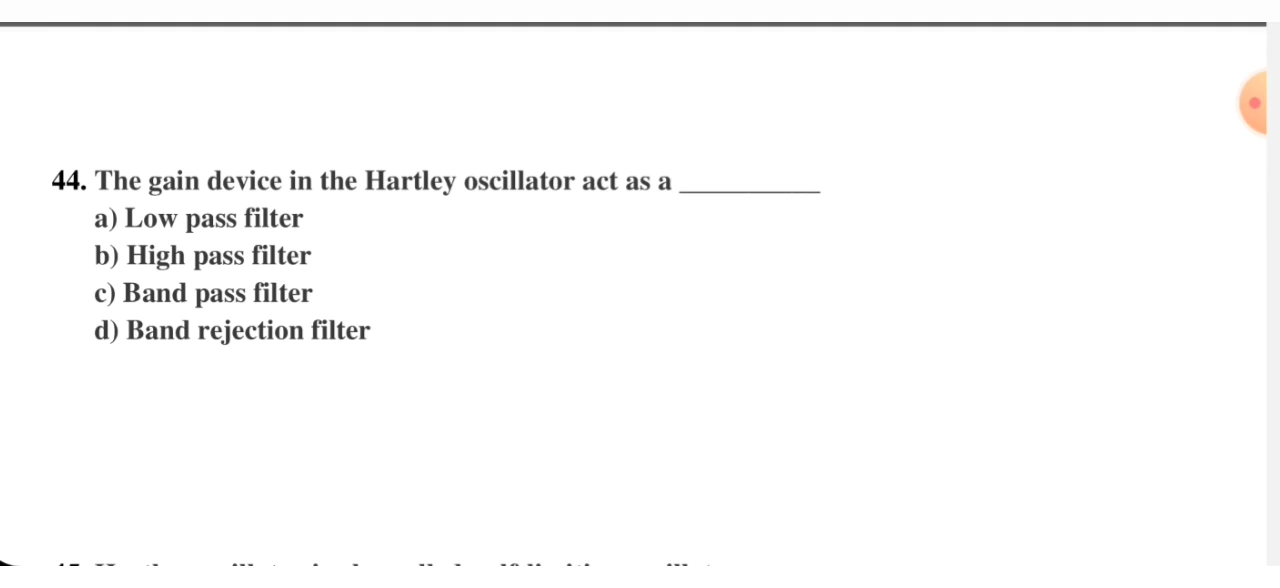 44. The gain device in the Hartley oscillator act as a __________
a) Low pass filter
b) High pass filter
c) Band pass filter
d) Band rejection filter